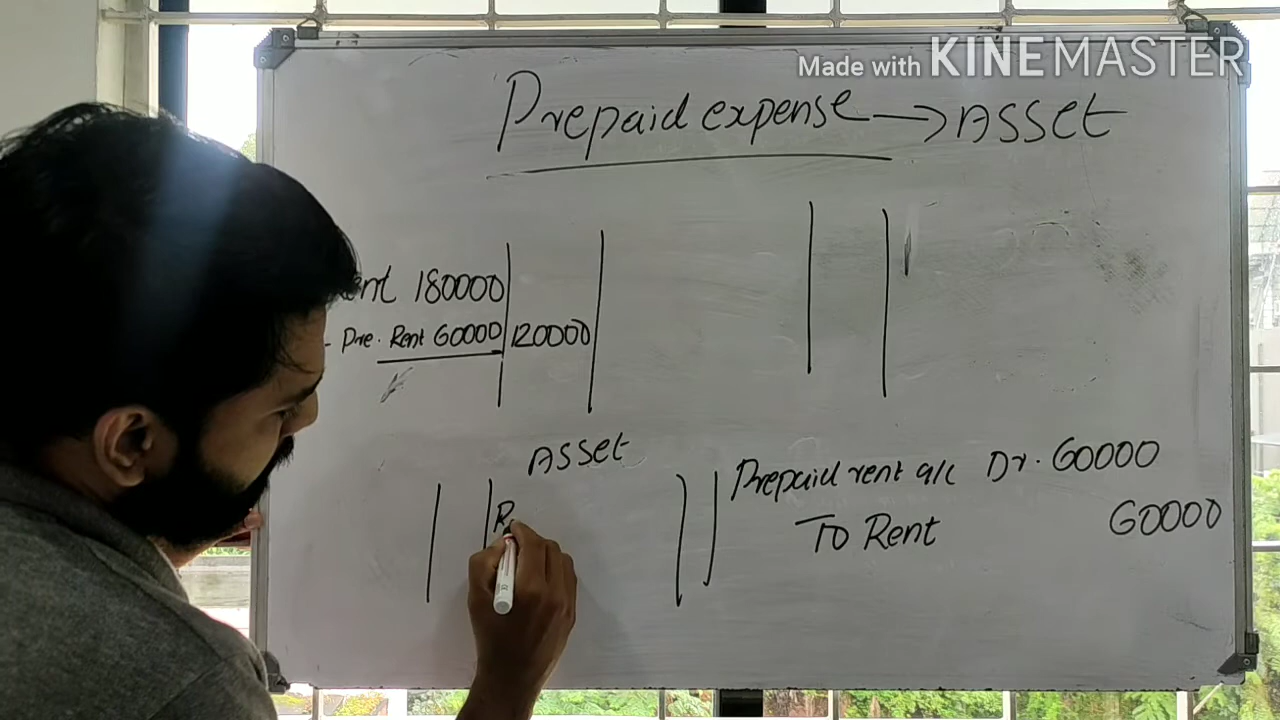 Made with KINEMASTER
Prepaid expense → Asset
ent 180000
- Pre. Rent 60000 120000
Asset
Prepaid rent a/c Dr. 60000
To Rent 60000